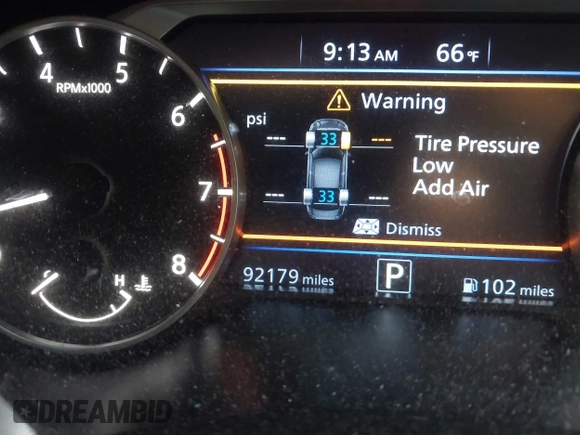 9:13 AM 66°F
4 5
RPMx1000
Warning
6
psi
--- 33 ---
Tire Pressure
Low
Add Air
7
--- 33 ---
Dismiss
8
C H
92179 miles P 102 miles
DREAMBID